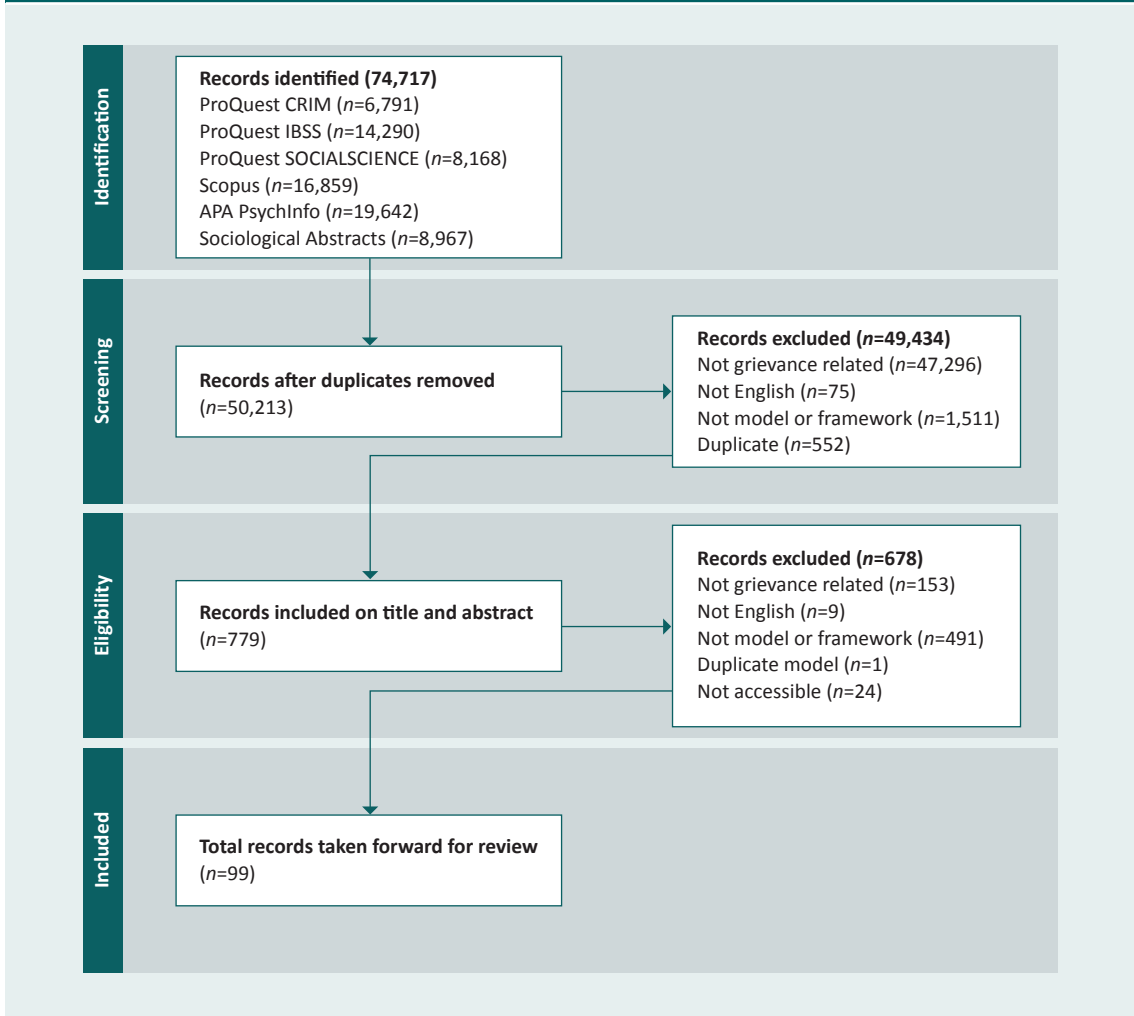 Identification
Records identified (74,717)
ProQuest CRIM (n=6,791)
ProQuest IBSS (n=14,290)
ProQuest SOCIALSCIENCE (n=8,168)
Scopus (n=16,859)
APA PsychInfo (n=19,642)
Sociological Abstracts (n=8,967)
Screening
Records after duplicates removed
(n=50,213)
Records excluded (n=49,434)
Not grievance related (n=47,296)
Not English (n=75)
Not model or framework (n=1,511)
Duplicate (n=552)
Eligibility
Records included on title and abstract
(n=779)
Records excluded (n=678)
Not grievance related (n=153)
Not English (n=9)
Not model or framework (n=491)
Duplicate model (n=1)
Not accessible (n=24)
Included
Total records taken forward for review
(n=99)